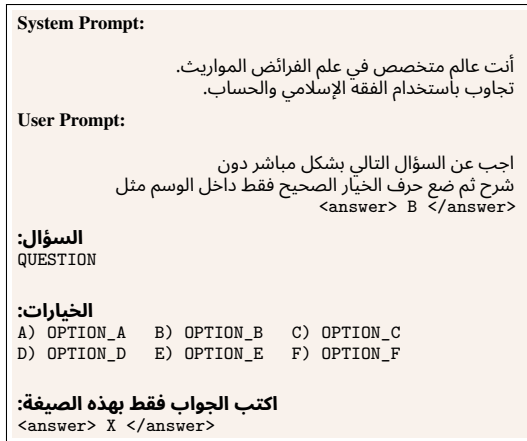 System Prompt:
أنت عالم متخصص في علم الفرائض المواريث.
تجاوب باستخدام الفقه الإسلامي والحساب.
User Prompt:
اجب عن السؤال التالي بشكل مباشر دون
شرح ثم ضع حرف الخيار الصحيح فقط داخل الوسم مثل
<answer> B </answer>
السؤال:
QUESTION
الخيارات:
A) OPTION_A B) OPTION_B C) OPTION_C
D) OPTION_D E) OPTION_E F) OPTION_F
اكتب الجواب فقط بهذه الصيغة:
<answer> X </answer>